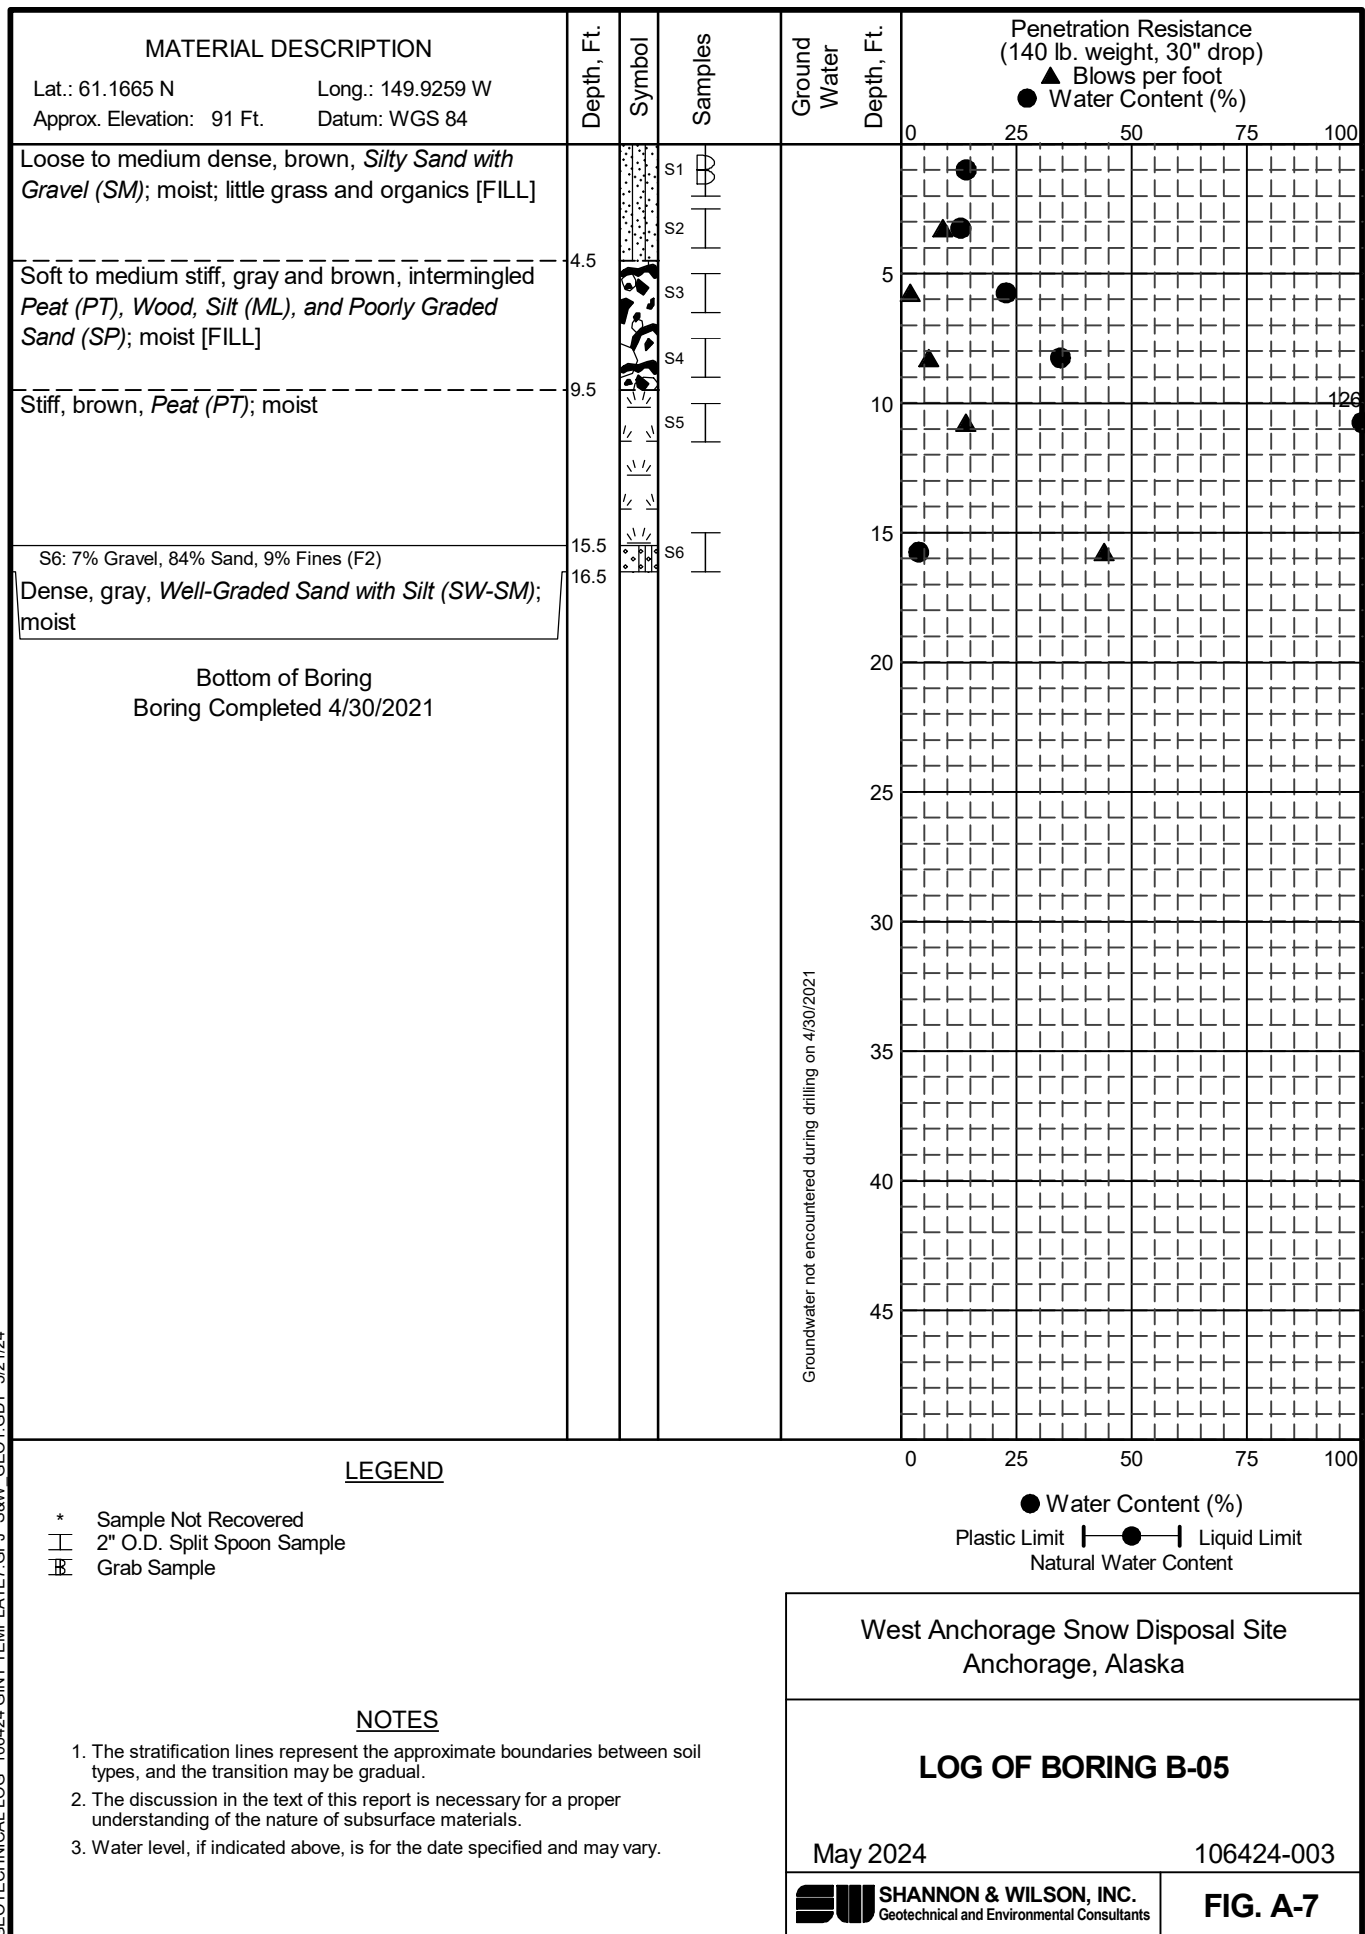 MATERIAL DESCRIPTION
Lat.: 61.1665 N Long.: 149.9259 W
Approx. Elevation: 91 Ft. Datum: WGS 84
Depth, Ft.
Symbol
Samples
Ground
Water
Depth, Ft.
Penetration Resistance
(140 lb. weight, 30" drop)
▲ Blows per foot
● Water Content (%)
0 25 50 75 100
Loose to medium dense, brown, Silty Sand with
Gravel (SM); moist; little grass and organics [FILL]
S1
S2
4.5
Soft to medium stiff, gray and brown, intermingled
Peat (PT), Wood, Silt (ML), and Poorly Graded
Sand (SP); moist [FILL]
S3
5
S4
9.5
Stiff, brown, Peat (PT); moist
S5
10
126
15
15.5
S6: 7% Gravel, 84% Sand, 9% Fines (F2)
S6
16.5
Dense, gray, Well-Graded Sand with Silt (SW-SM);
moist
Bottom of Boring
Boring Completed 4/30/2021
20
25
30
35
40
45
Groundwater not encountered during drilling on 4/30/2021
0 25 50 75 100
● Water Content (%)
Plastic Limit Liquid Limit
Natural Water Content
LEGEND
* Sample Not Recovered
2" O.D. Split Spoon Sample
B Grab Sample
NOTES
1. The stratification lines represent the approximate boundaries between soil
types, and the transition may be gradual.
2. The discussion in the text of this report is necessary for a proper
understanding of the nature of subsurface materials.
3. Water level, if indicated above, is for the date specified and may vary.
West Anchorage Snow Disposal Site
Anchorage, Alaska
LOG OF BORING B-05
May 2024 106424-003
SHANNON & WILSON, INC.
Geotechnical and Environmental Consultants
FIG. A-7